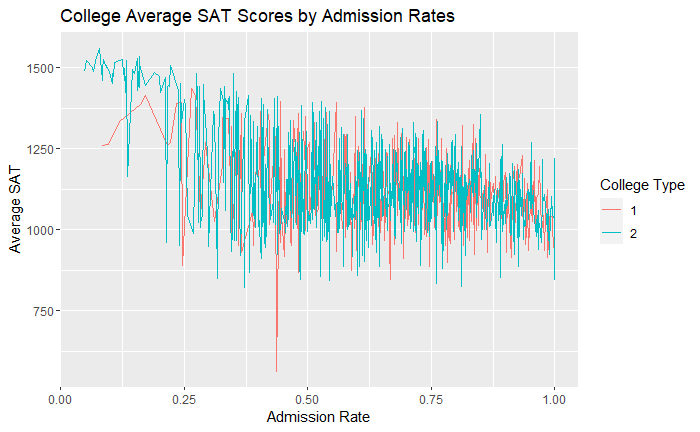 College Average SAT Scores by Admission Rates
1500
1250
1000
750
Average SAT
0.00 0.25 0.50 0.75 1.00
Admission Rate
College Type
1
2